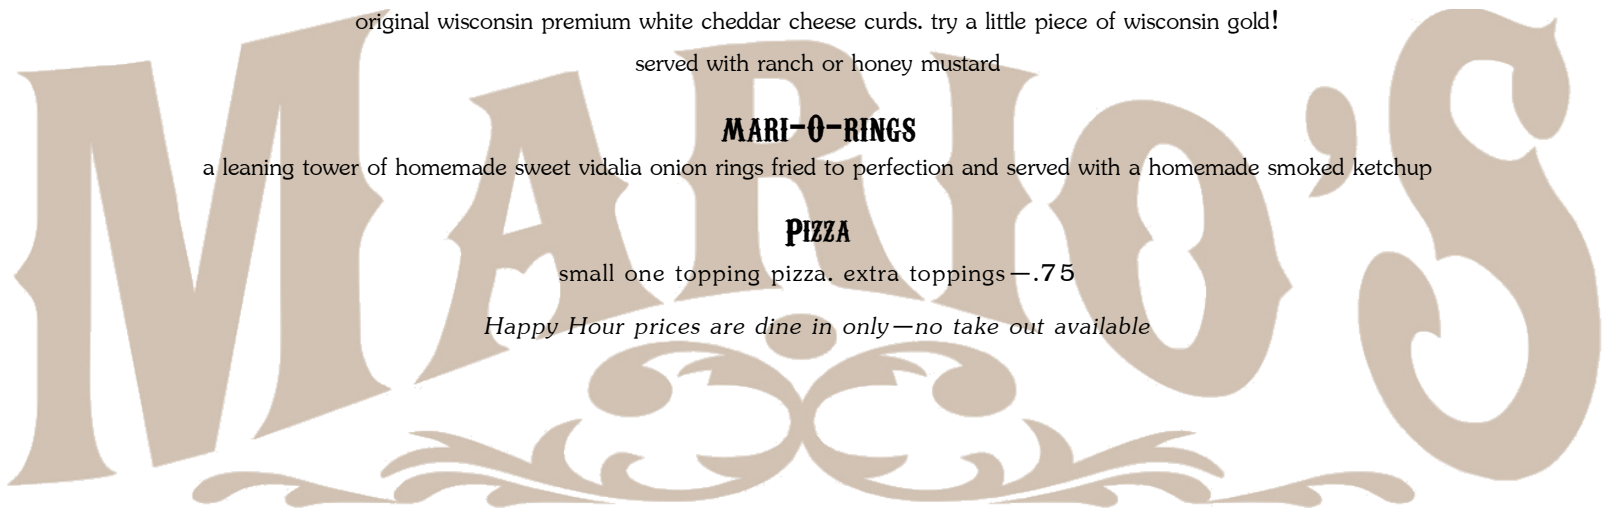 original wisconsin premium white cheddar cheese curds. try a little piece of wisconsin gold!
served with ranch or honey mustard
MARI-O-RINGS
a leaning tower of homemade sweet vidalia onion rings fried to perfection and served with a homemade smoked ketchup
PIZZA
small one topping pizza. extra toppings—.75
Happy Hour prices are dine in only—no take out available
MARIO'S